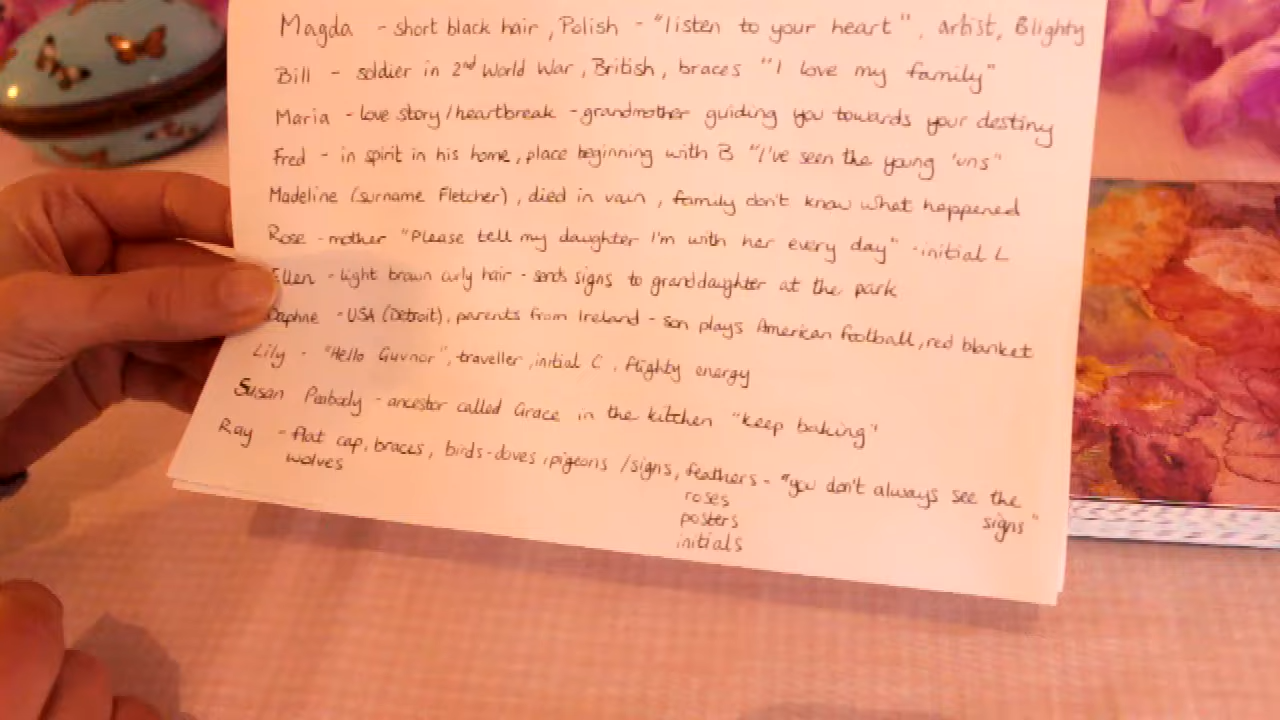 Magda - short black hair, Polish - "listen to your heart", artist, Blighty
Bill - soldier in 2nd World War, British, braces "I love my family"
Maria - love story/heartbreak - grandmother guiding you towards your destiny
Fred - in spirit in his home, place beginning with B "I've seen the young 'uns"
Madeline (surname Fletcher), died in vain, family don't know what happened
Rose - mother "Please tell my daughter I'm with her every day" - initial L
Ellen - light brown curly hair - sends signs to granddaughter at the park
Daphne - USA (Detroit), parents from Ireland - son plays American football, red blanket
Lily - "Hello Guvnor", traveller, initial C, flighty energy
Susan Peabody - ancestor called Grace in the kitchen "keep baking"
Ray - flat cap, braces, birds-doves, pigeons / signs, feathers - "you don't always see the
wolves
roses
signs"
posters
initials